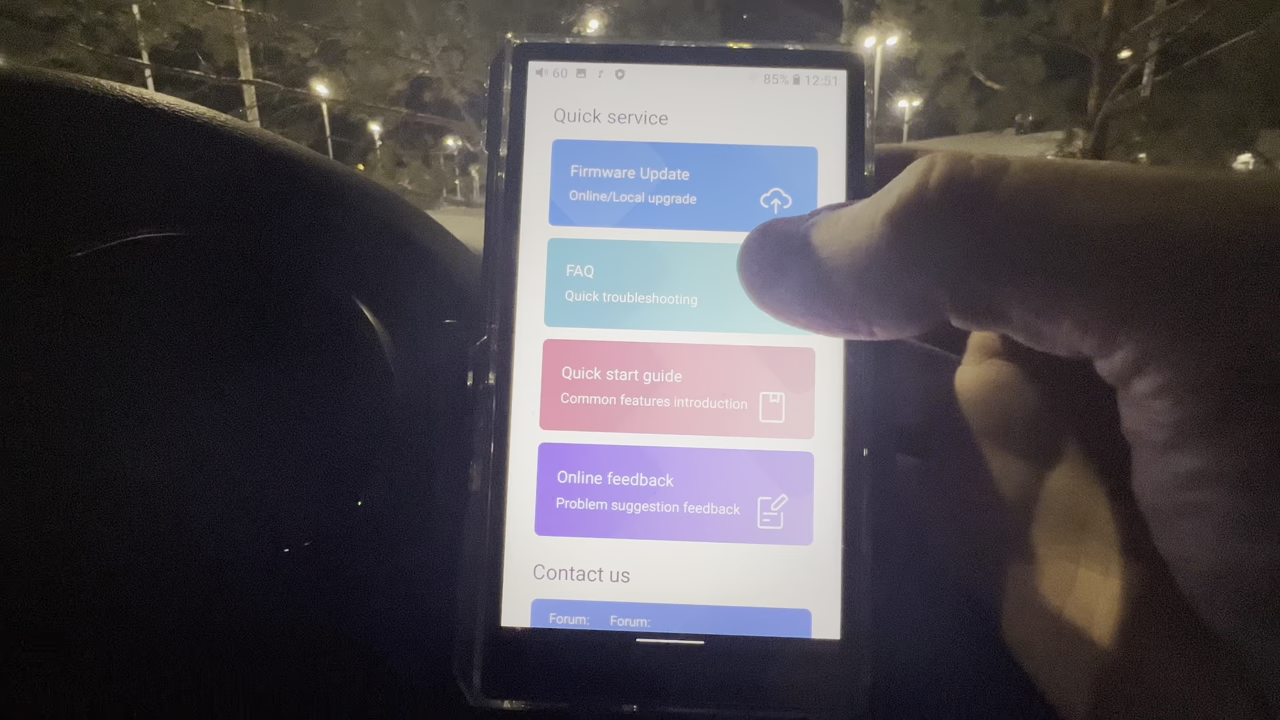 60
85% 12:51
Quick service
Firmware Update
Online/Local upgrade
FAQ
Quick troubleshooting
Quick start guide
Common features introduction
Online feedback
Problem suggestion feedback
Contact us
Forum: Forum: